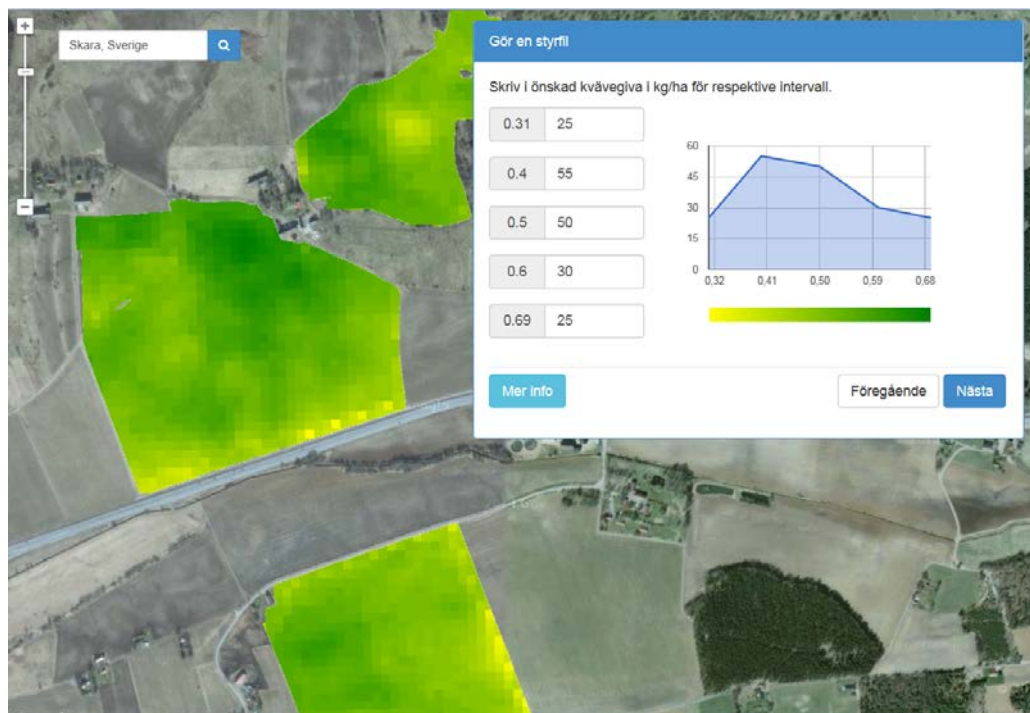 +
Skara, Sverige
−
Gör en styrfil
Skriv i önskad kvävegiva i kg/ha för respektive intervall.
0.31 25
0.4 55
0.5 50
0.6 30
0.69 25
60
45
30
15
0
0,32 0,41 0,50 0,59 0,68
Mer info
Föregående Nästa